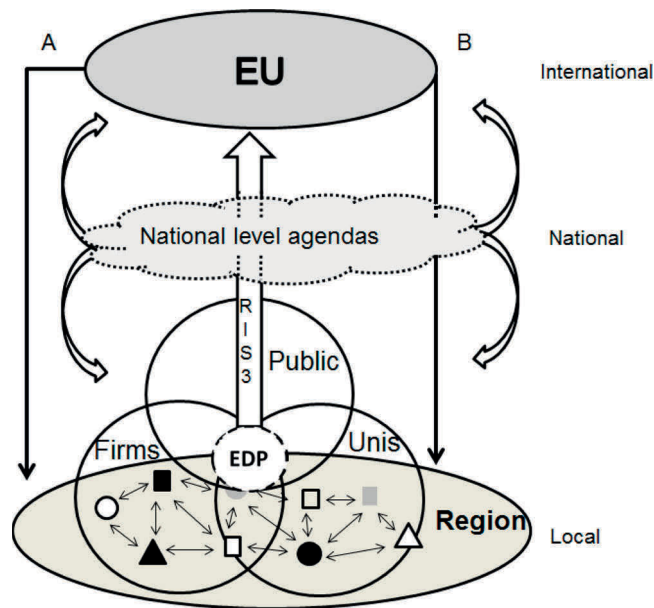 A
B
EU
International
National level agendas
National
R
I
S
3
Public
Firms
Unis
EDP
Region
Local